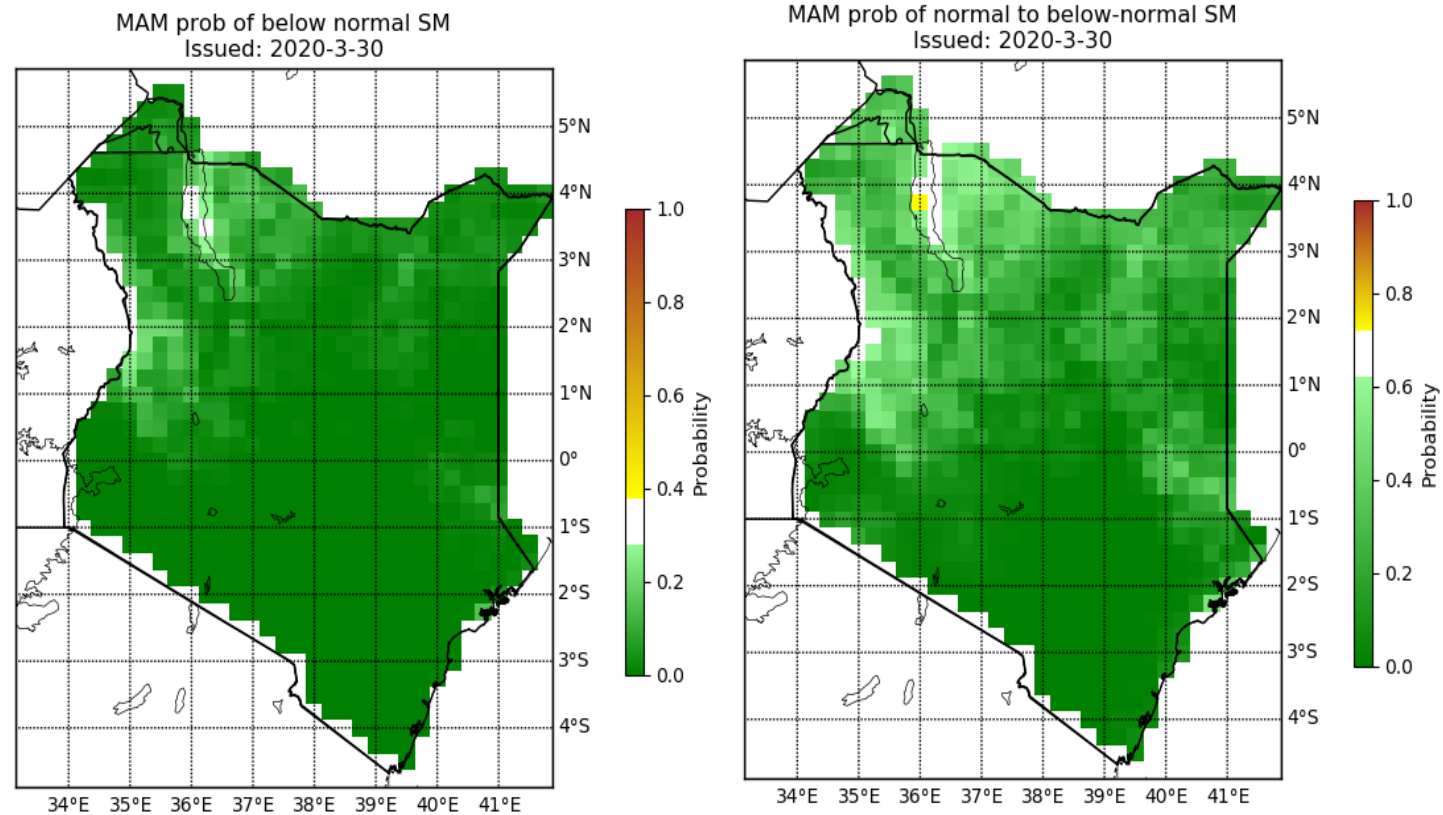 MAM prob of below normal SM
Issued: 2020-3-30
5°N
4°N
3°N
2°N
1°N
0°
1°S
2°S
3°S
4°S
34°E 35°E 36°E 37°E 38°E 39°E 40°E 41°E
1.0
0.8
0.6
0.4
0.2
0.0
Probability
MAM prob of normal to below-normal SM
Issued: 2020-3-30
5°N
4°N
3°N
2°N
1°N
0°
1°S
2°S
3°S
4°S
34°E 35°E 36°E 37°E 38°E 39°E 40°E 41°E
1.0
0.8
0.6
0.4
0.2
0.0
Probability